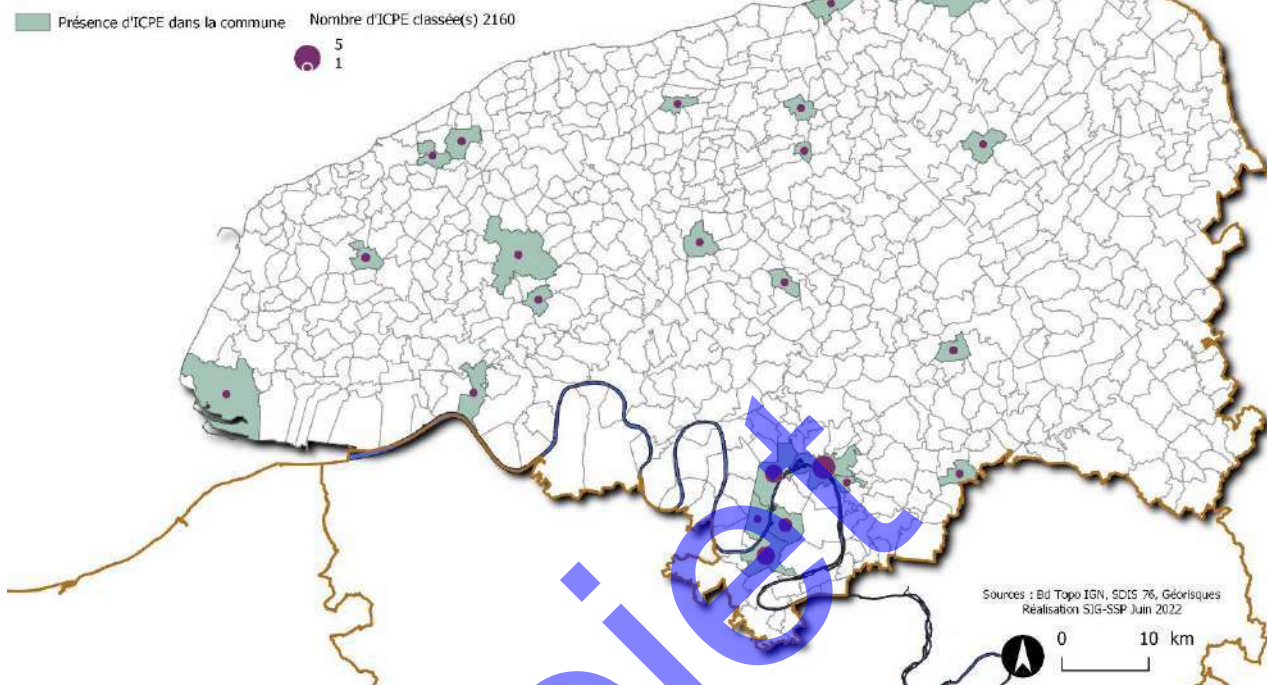 Présence d'ICPE dans la commune
Nombre d'ICPE classée(s) 2160
5
1
Sources : Bd Topo IGN, SDIS 76, Géorisques
Réalisation SIG-SSP Juin 2022
0 10 km